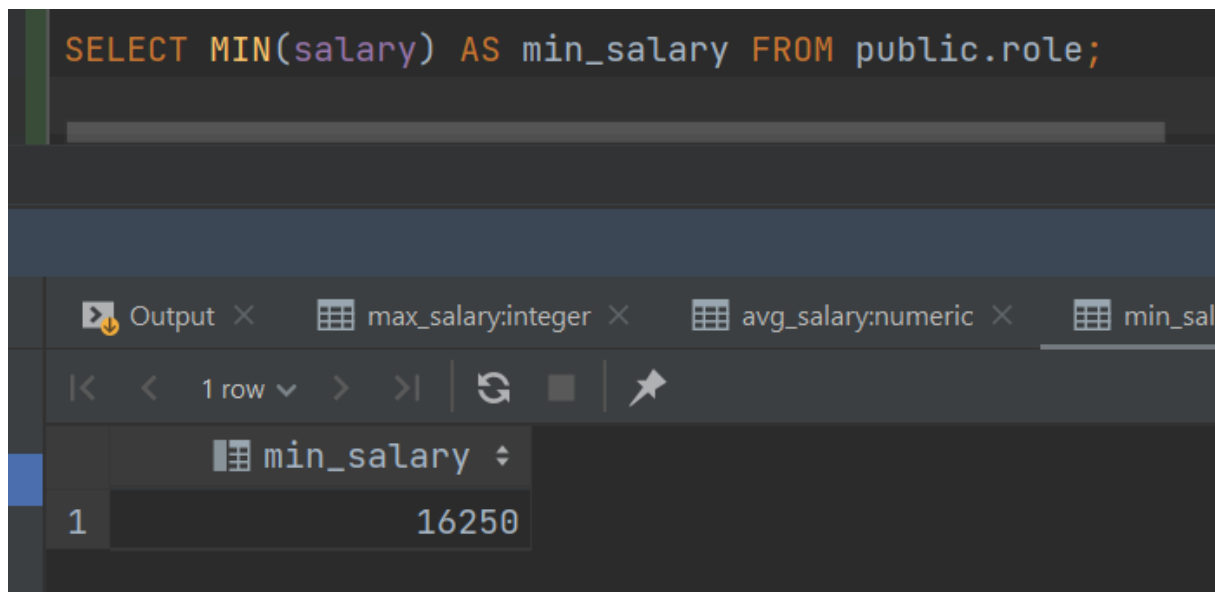 SELECT MIN(salary) AS min_salary FROM public.role;
Output max_salary:integer avg_salary:numeric min_sal
1 row
min_salary
1 16250